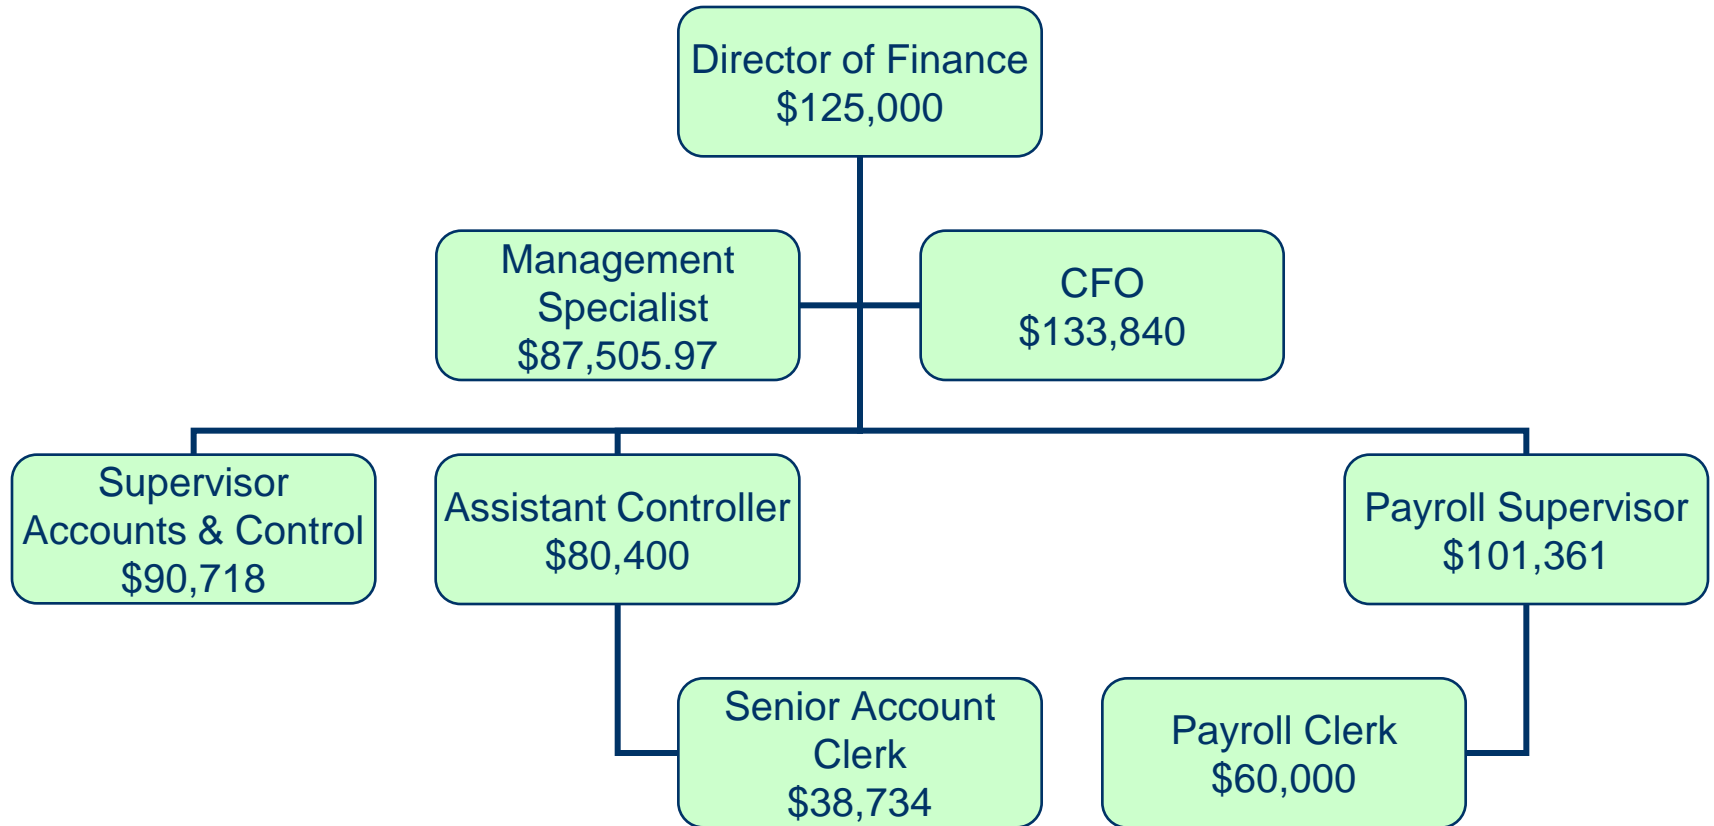 Director of Finance
$125,000
Management
Specialist
$87,505.97
CFO
$133,840
Supervisor
Accounts & Control
$90,718
Assistant Controller
$80,400
Payroll Supervisor
$101,361
Senior Account
Clerk
$38,734
Payroll Clerk
$60,000